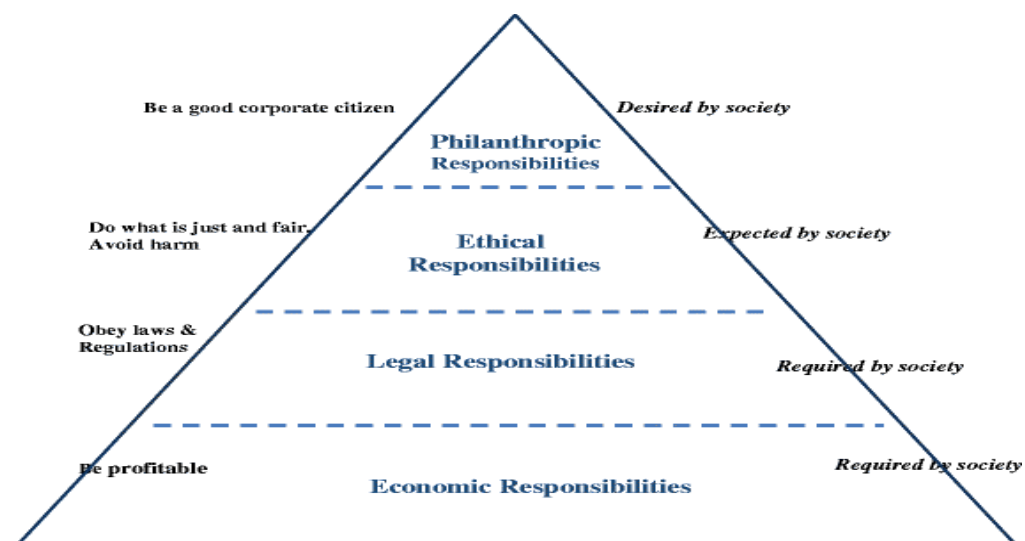 Be a good corporate citizen
Desired by society
Philanthropic
Responsibilities
Do what is just and fair,
Avoid harm
Expected by society
Ethical
Responsibilities
Obey laws &
Regulations
Legal Responsibilities
Required by society
Be profitable
Required by society
Economic Responsibilities